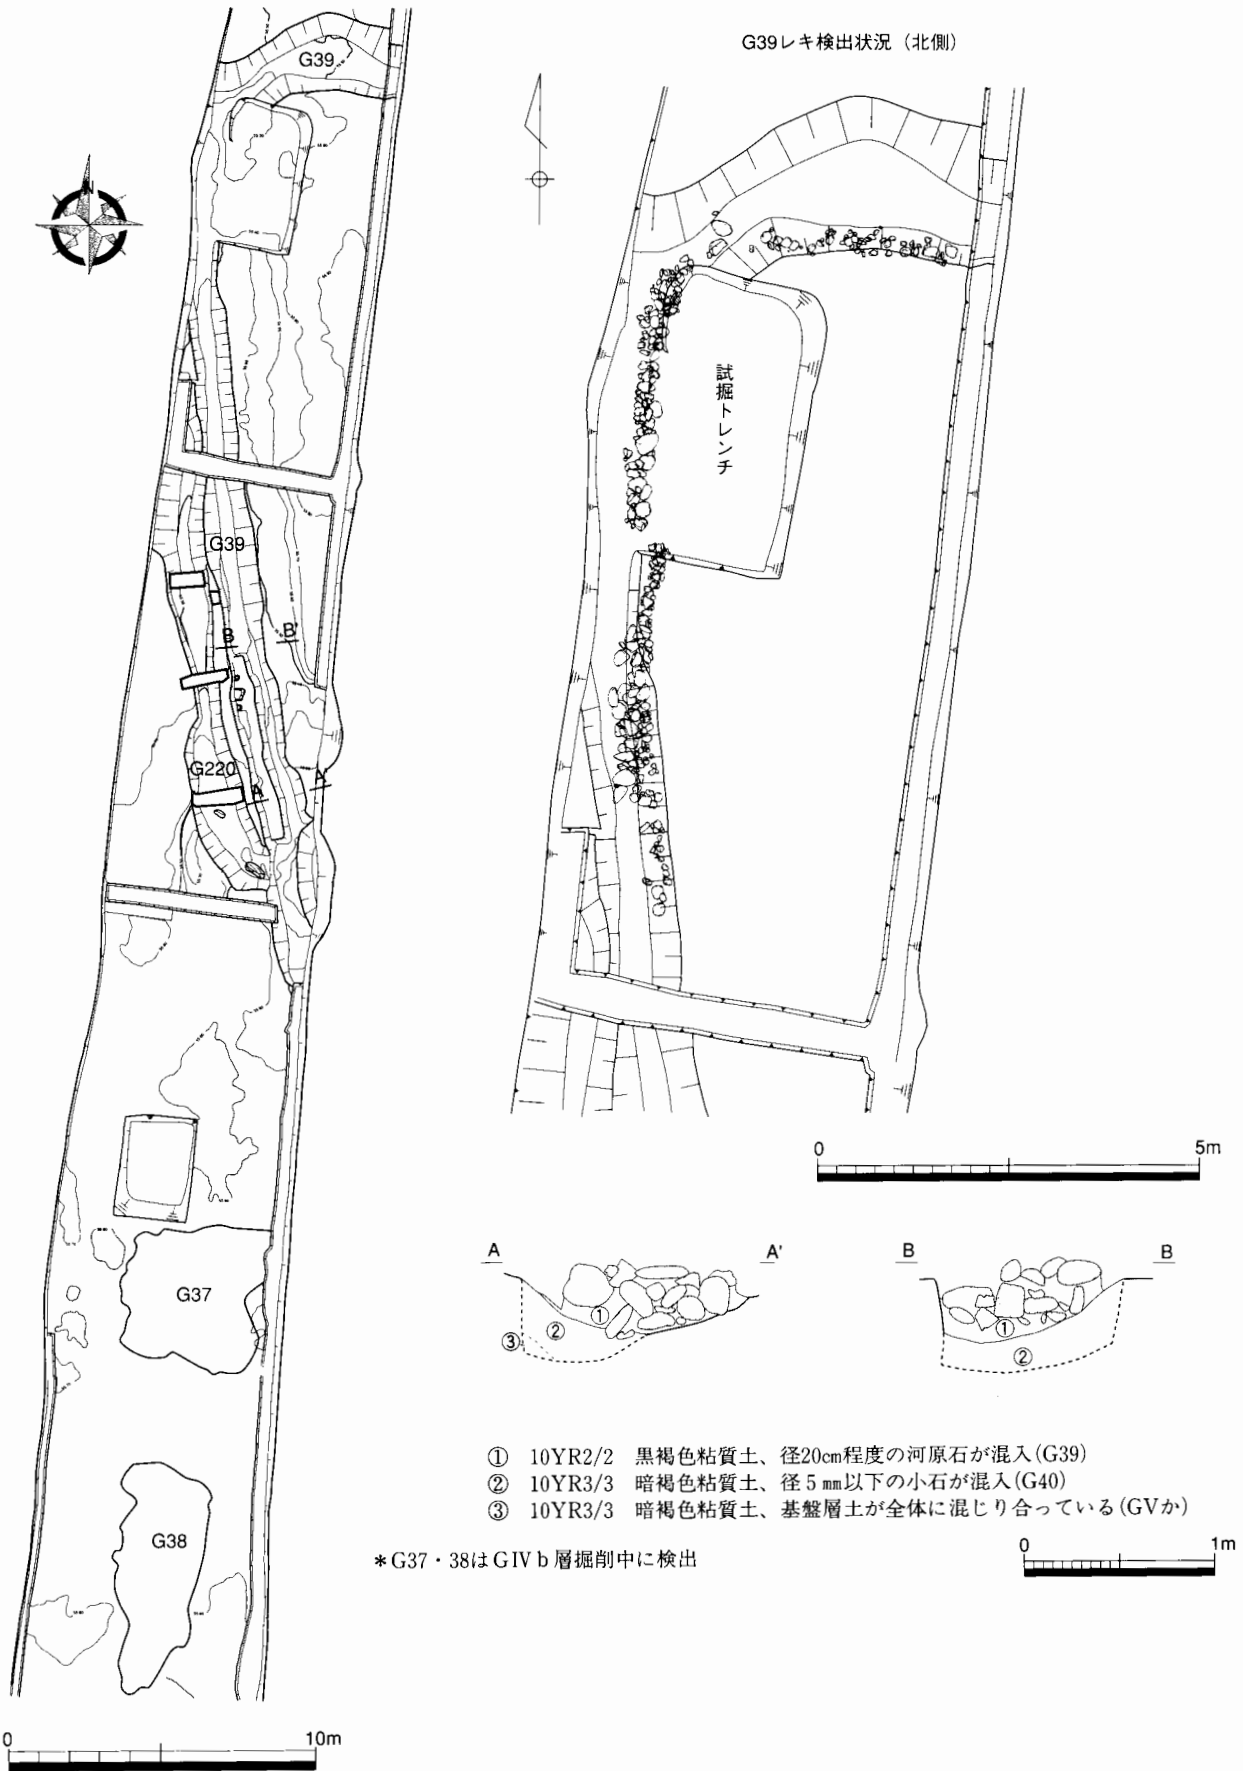 G39レキ検出状況（北側）
G39
N
試掘トレンチ
G39
B
B'
G220
A
A'
0 5m
A A'
① ② ③
B B
① ②
G37
① 10YR2/2 黒褐色粘質土、径20cm程度の河原石が混入(G39)
② 10YR3/3 暗褐色粘質土、径5mm以下の小石が混入(G40)
③ 10YR3/3 暗褐色粘質土、基盤層土が全体に混じり合っている(GVか)
G38
＊G37・38はGⅣb層掘削中に検出
0 1m
0 10m